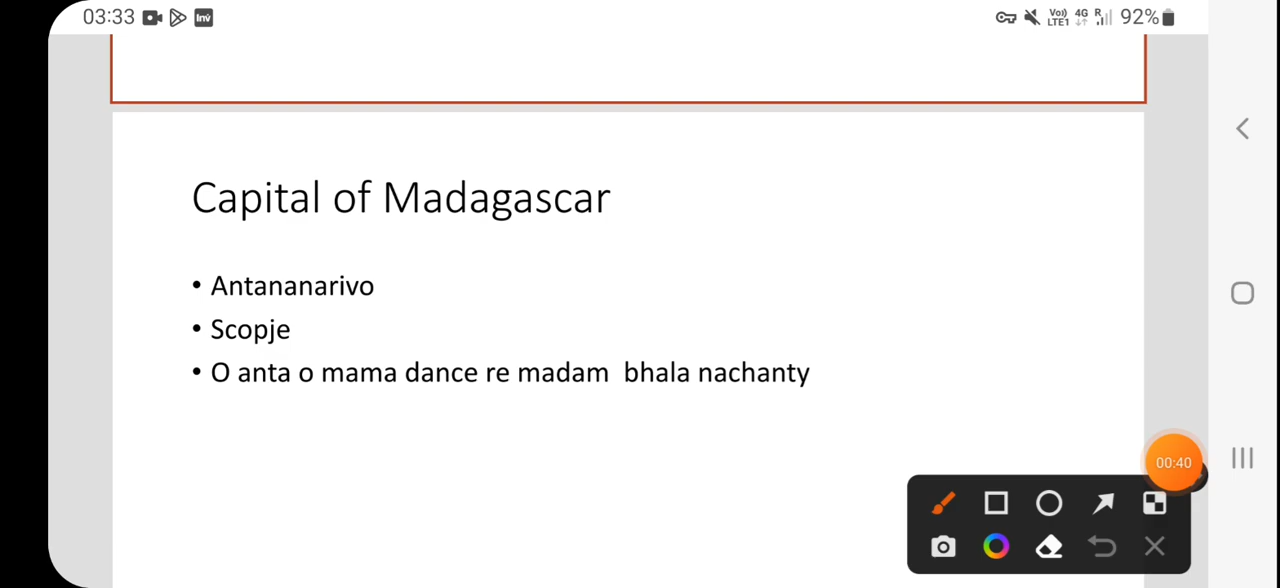 03:33 Inv Vo) LTE1 4G R 92%
Capital of Madagascar
• Antananarivo
• Scopje
• O anta o mama dance re madam bhala nachanty
00:40